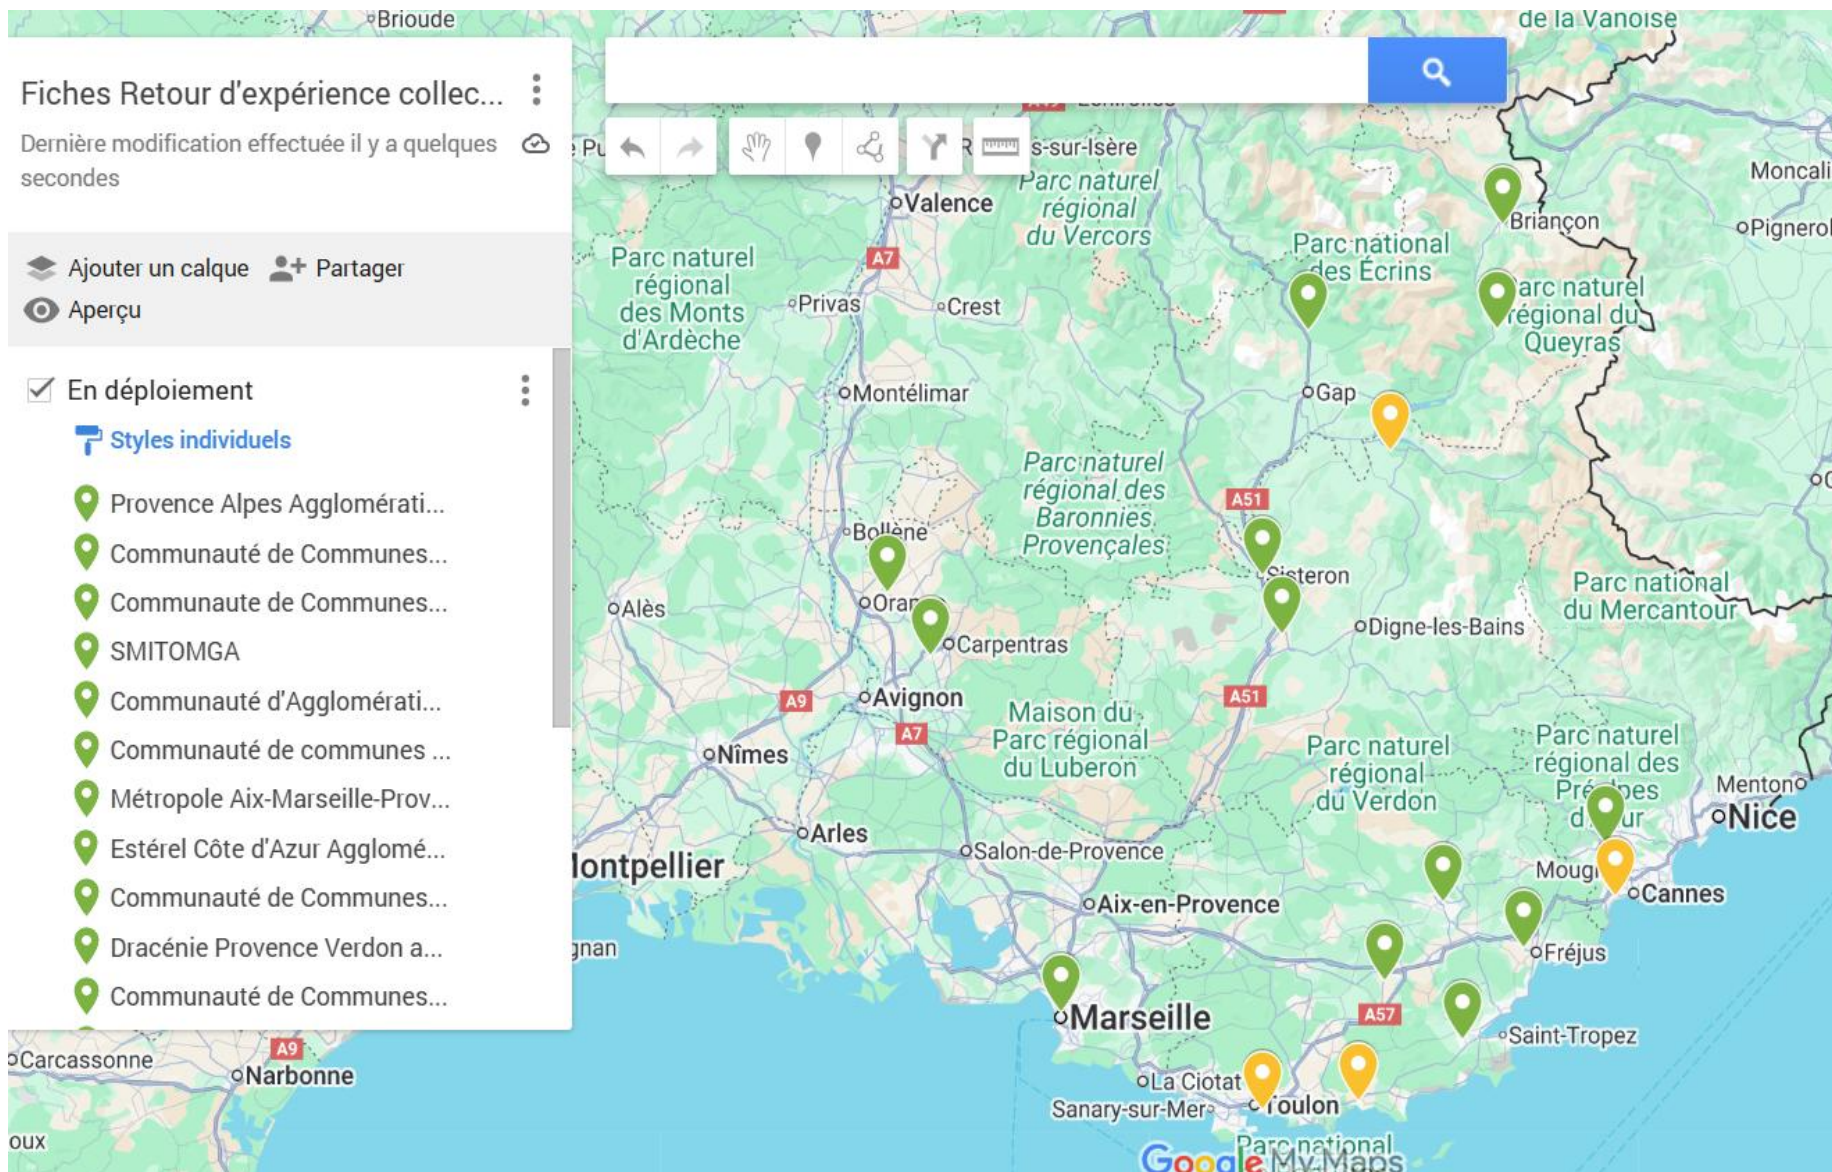 Brioude
de la Vanoise
Fiches Retour d'expérience collec...
Dernière modification effectuée il y a quelques
secondes
Ajouter un calque
Partager
Aperçu
En déploiement
Styles individuels
Provence Alpes Agglomérati...
Communauté de Communes...
Communaute de Communes...
SMITOMGA
Communauté d'Agglomérati...
Communauté de communes ...
Métropole Aix-Marseille-Prov...
Estérel Côte d'Azur Agglomé...
Communauté de Communes...
Dracénie Provence Verdon a...
Communauté de Communes...
s-sur-Isère
Parc naturel
régional
du Vercors
Valence
Moncali
Briançon
Pignerol
Parc national
des Écrins
Parc naturel
régional
des Monts
d'Ardèche
A7
Privas
Crest
arc naturel
régional du
Queyras
Montélimar
Gap
Parc naturel
régional des
Baronnies
Provençales
A51
Bollène
Sisteron
Parc national
du Mercantour
Alès
Carpentras
Digne-les-Bains
A9
Avignon
A51
A7
Maison du
Parc régional
du Luberon
Nîmes
Parc naturel
régional
du Verdon
Parc naturel
régional des
Menton
Nice
Arles
Salon-de-Provence
Montpellier
Cannes
Aix-en-Provence
gnan
Fréjus
Marseille
A57
Saint-Tropez
Carcassonne
A9
Narbonne
La Ciotat
Sanary-sur-Mer
Toulon
oux
Parc national
Google My Maps